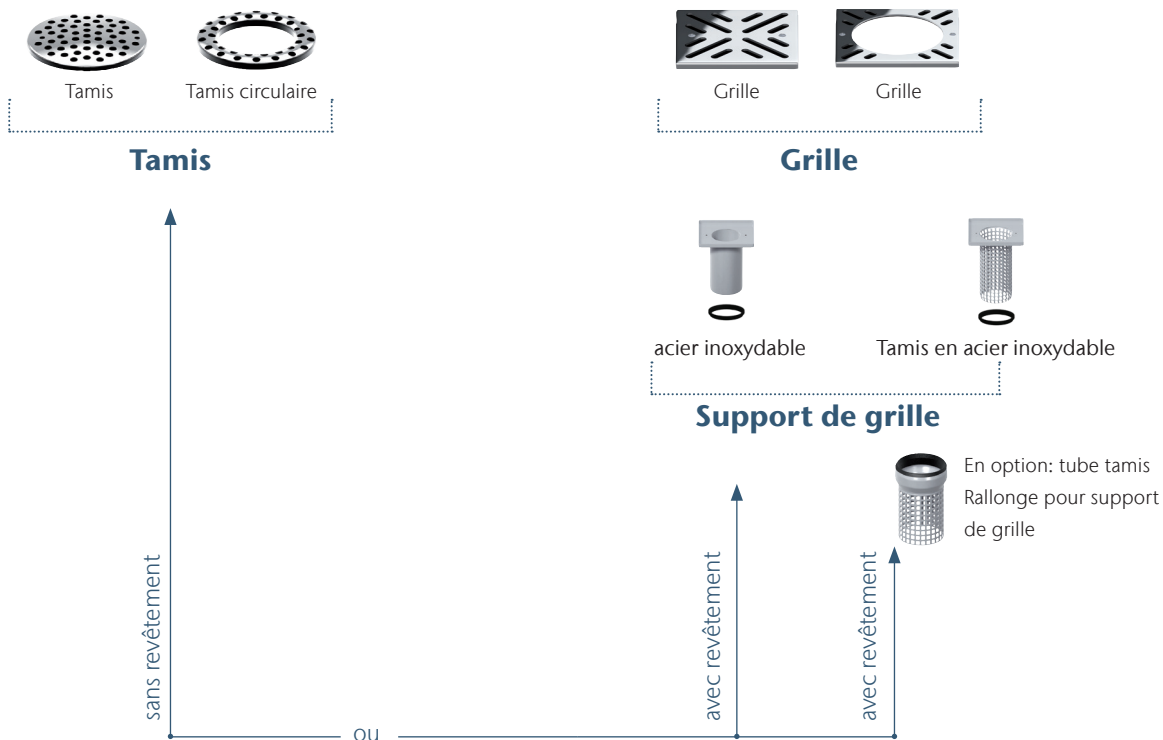 Tamis
Tamis circulaire
Grille
Grille
Tamis
Grille
acier inoxydable
Tamis en acier inoxydable
Support de grille
En option: tube tamis
Rallonge pour support
de grille
sans revêtement
avec revêtement
avec revêtement
ou